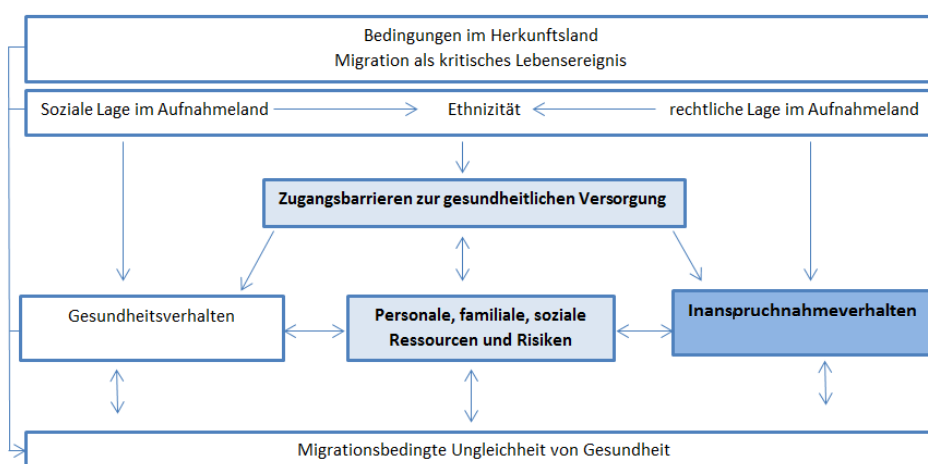 Bedingungen im Herkunftsland
Migration als kritisches Lebensereignis
Soziale Lage im Aufnahmeland Ethnizität rechtliche Lage im Aufnahmeland
Zugangsbarrieren zur gesundheitlichen Versorgung
Gesundheitsverhalten
Personale, familiale, soziale
Ressourcen und Risiken
Inanspruchnahmeverhalten
Migrationsbedingte Ungleichheit von Gesundheit